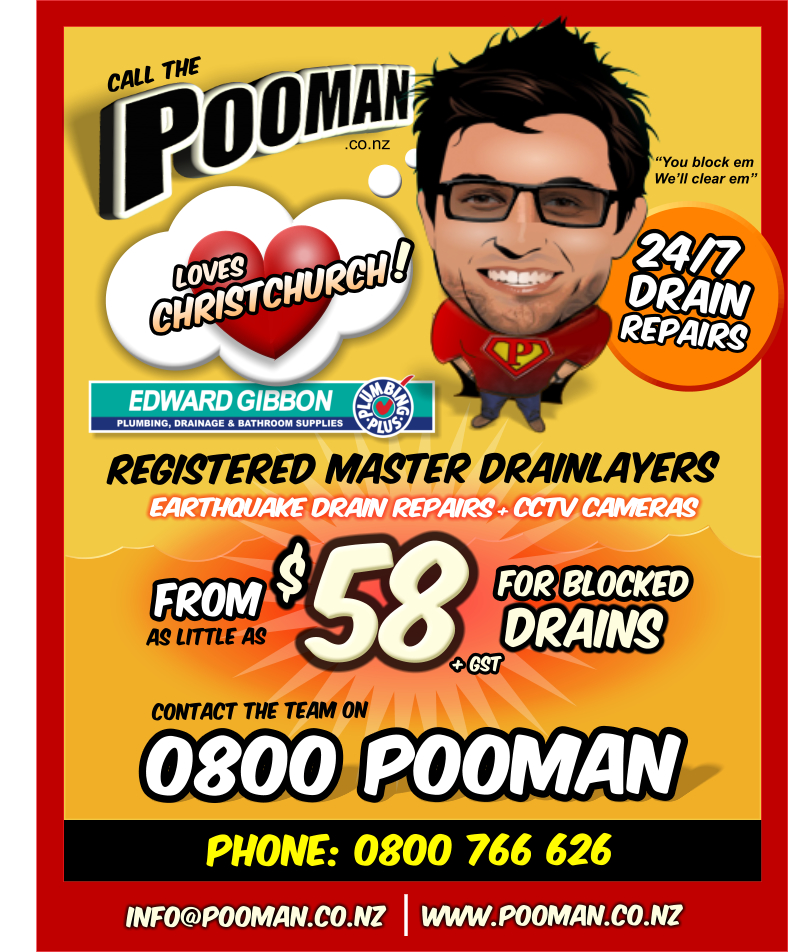 CALL THE
POOMAN
.co.nz
"You block em
We'll clear em"
LOVES
CHRISTCHURCH!
24/7
DRAIN
REPAIRS
P
EDWARD GIBBON
PLUMBING, DRAINAGE & BATHROOM SUPPLIES
PLUMBING PLUS
REGISTERED MASTER DRAINLAYERS
EARTHQUAKE DRAIN REPAIRS + CCTV CAMERAS
FROM
AS LITTLE AS
$58
+ GST
FOR BLOCKED
DRAINS
CONTACT THE TEAM ON
0800 POOMAN
PHONE: 0800 766 626
INFO@POOMAN.CO.NZ | WWW.POOMAN.CO.NZ